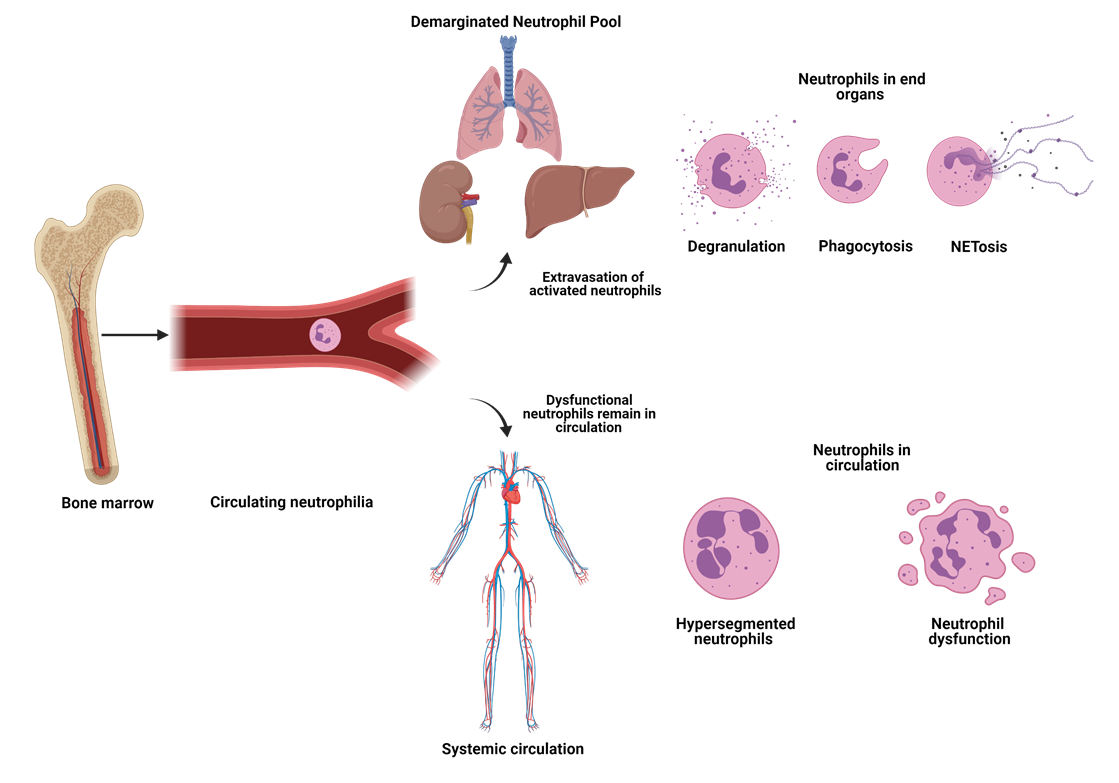 Demarginated Neutrophil Pool
Neutrophils in end
organs
Degranulation
Phagocytosis
NETosis
Extravasation of
activated neutrophils
Bone marrow
Circulating neutrophilia
Dysfunctional
neutrophils remain in
circulation
Neutrophils in
circulation
Hypersegmented
neutrophils
Neutrophil
dysfunction
Systemic circulation